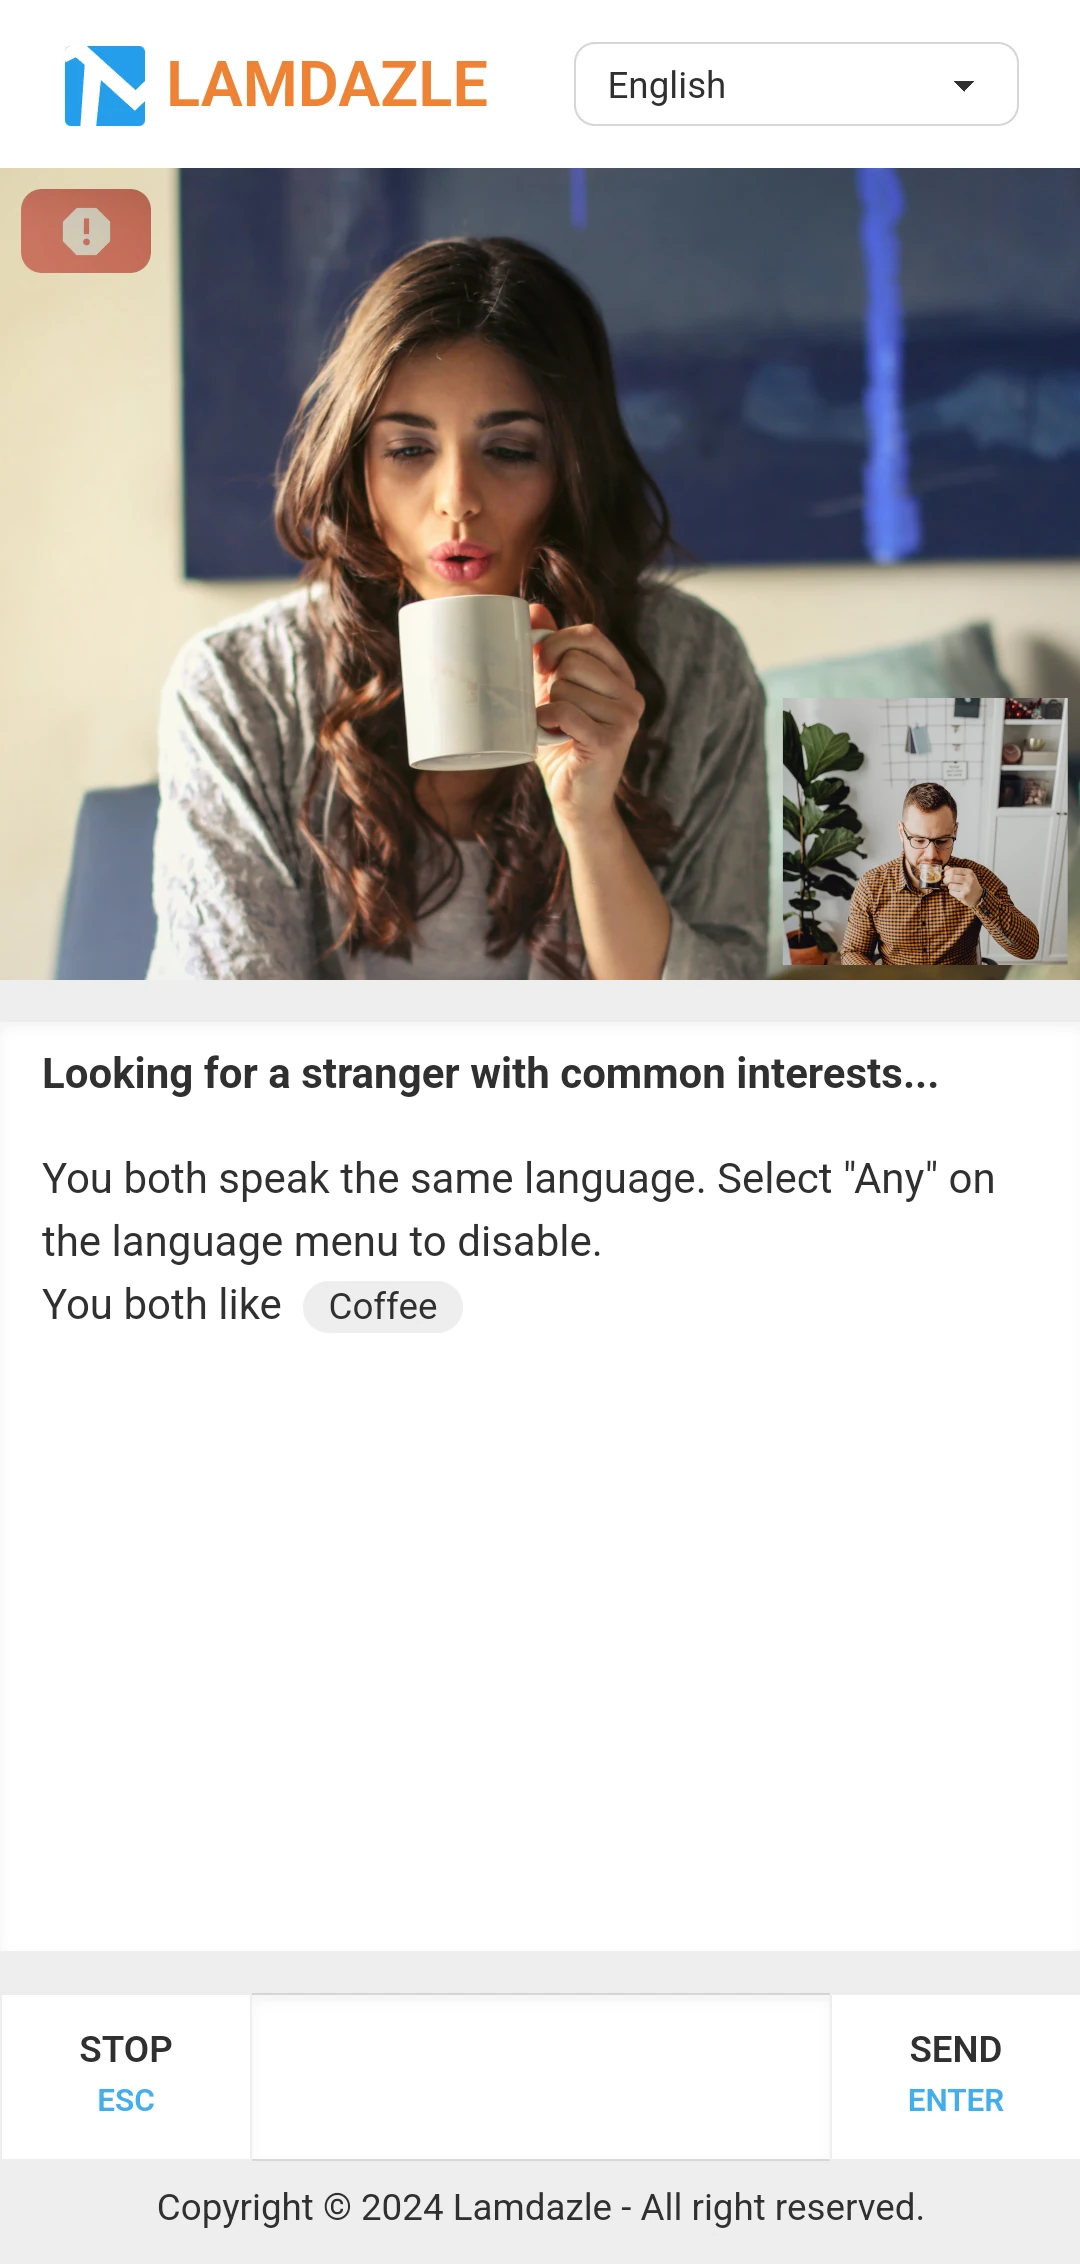 LAMDAZLE
English
Looking for a stranger with common interests...
You both speak the same language. Select "Any" on
the language menu to disable.
You both like Coffee
STOP
ESC
SEND
ENTER
Copyright © 2024 Lamdazle - All right reserved.